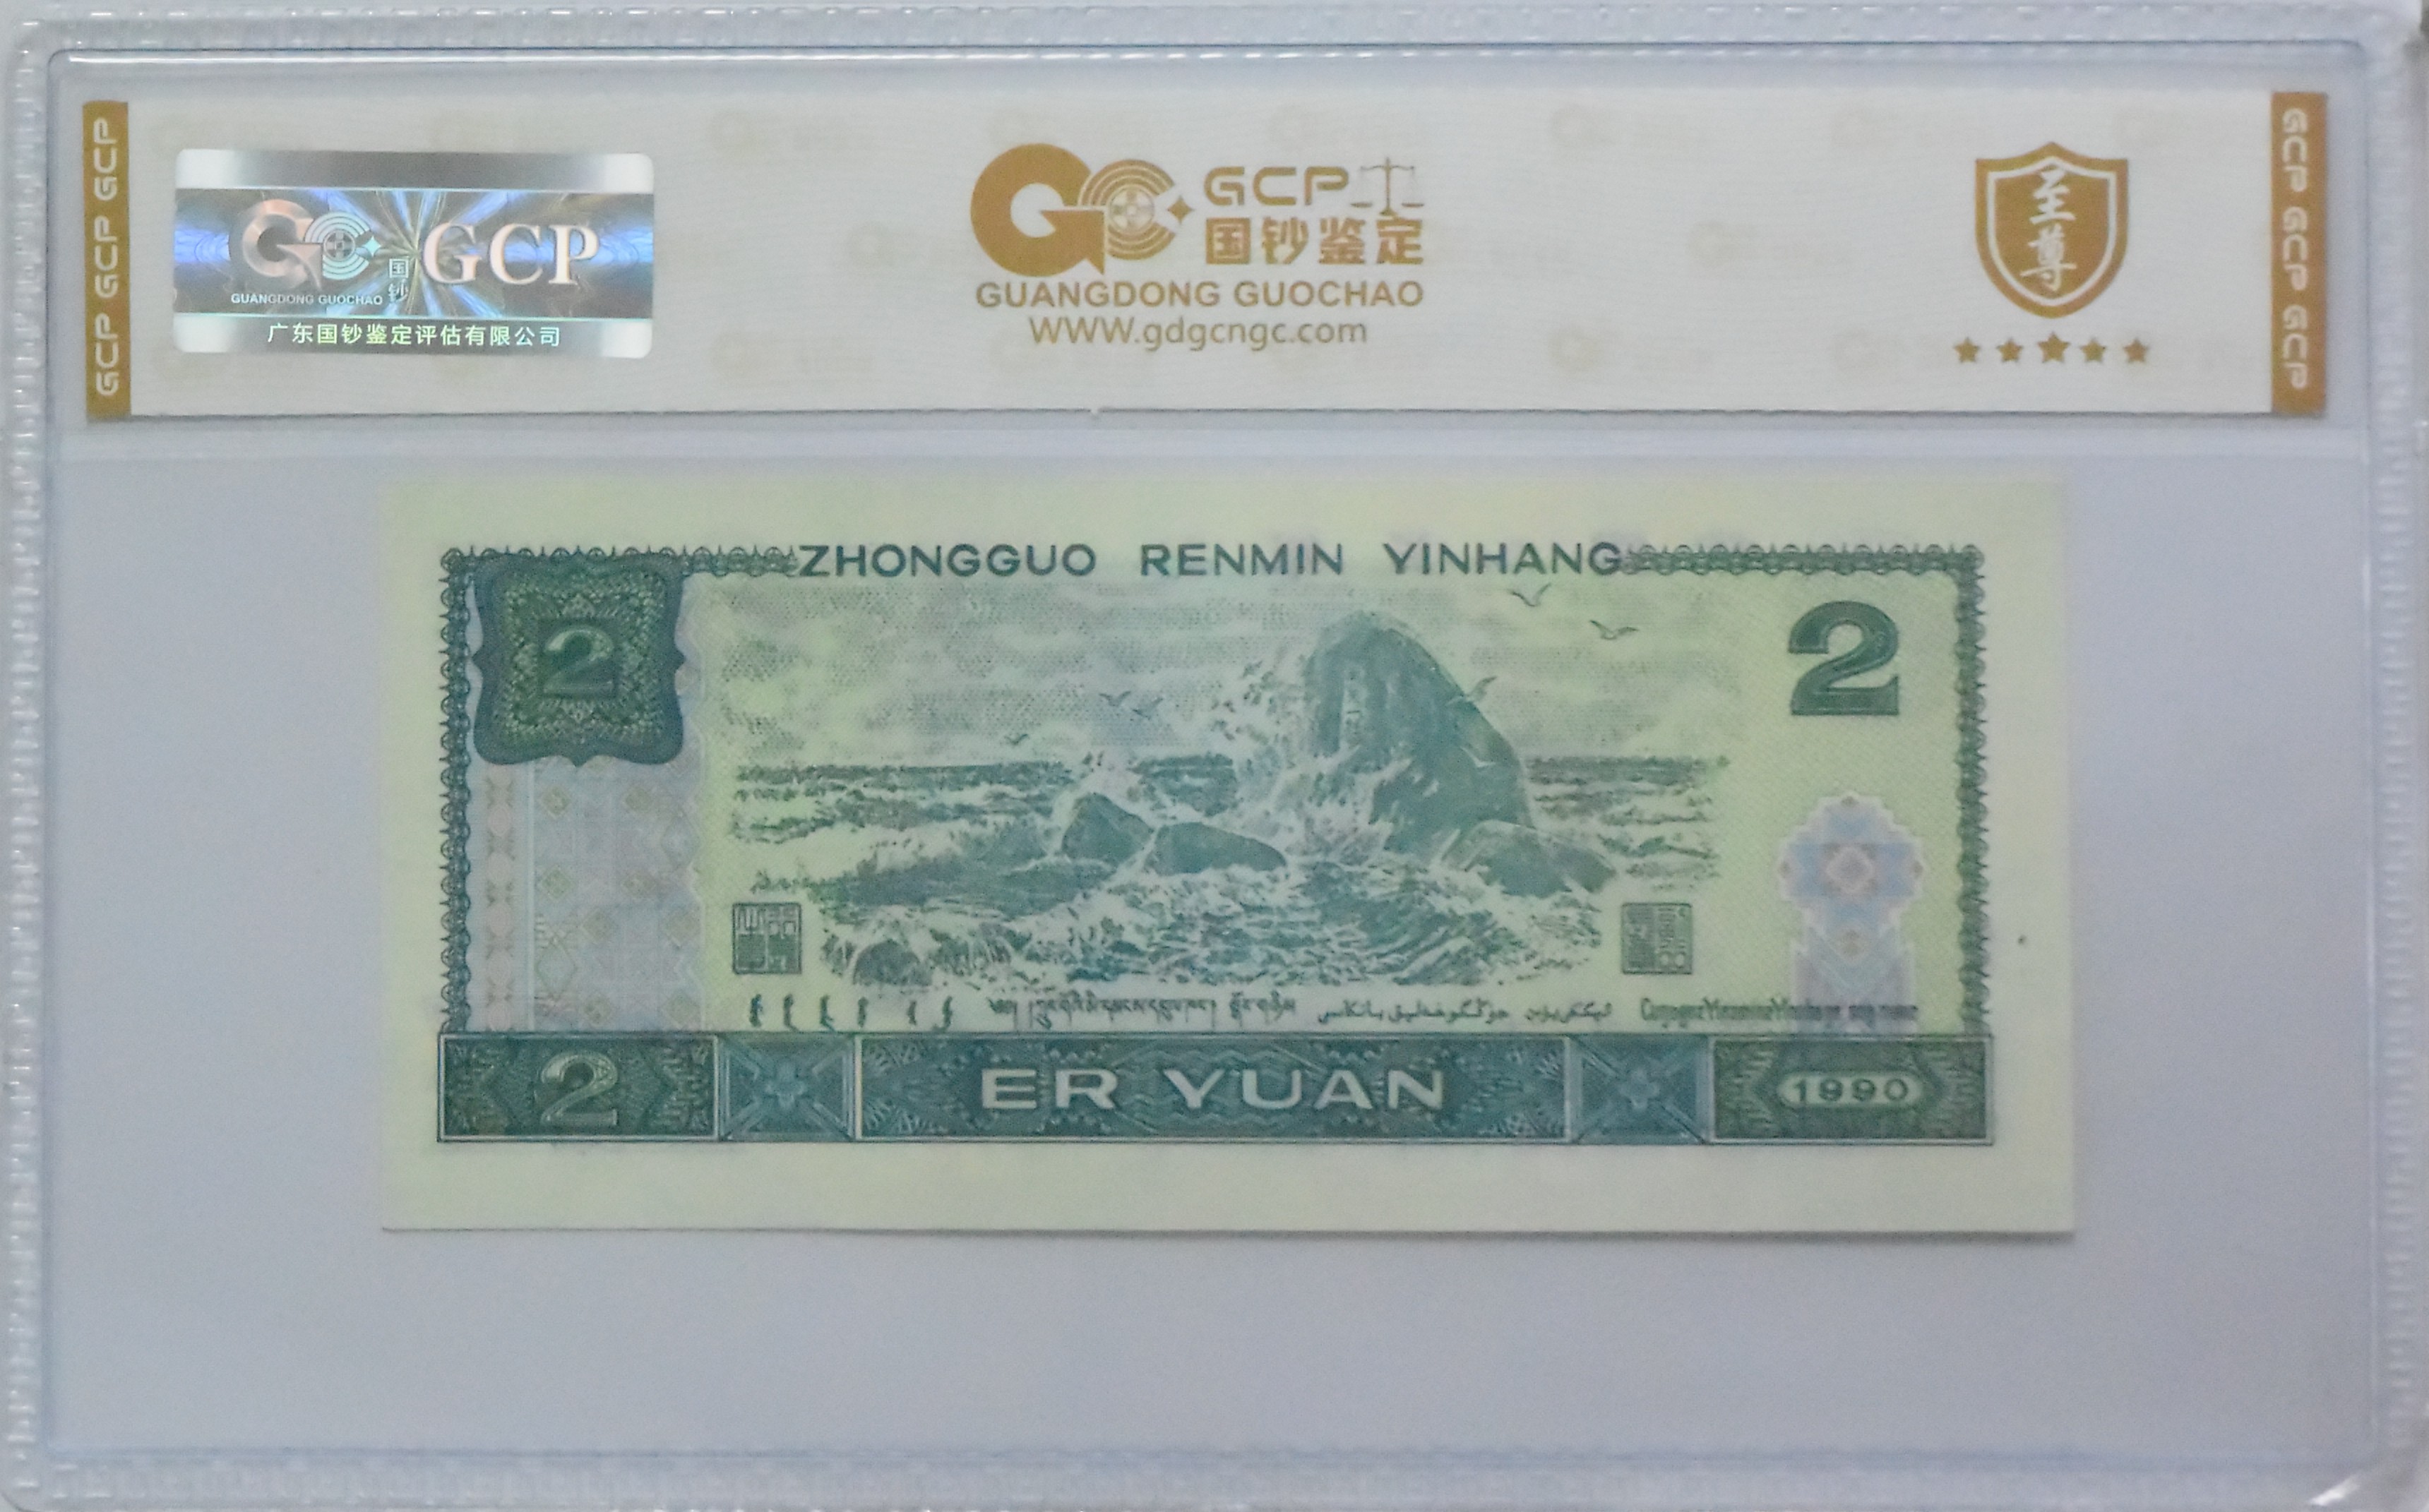 GCP GCP GCP
国钞
GCP
GUANGDONG GUOCHAO
广东国钞鉴定评估有限公司
GCP
国钞鉴定
GUANGDONG GUOCHAO
WWW.gdgcngc.com
至尊
GCP GCP GCP
ZHONGGUO RENMIN YINHANG
2
2
2
ER YUAN
1990